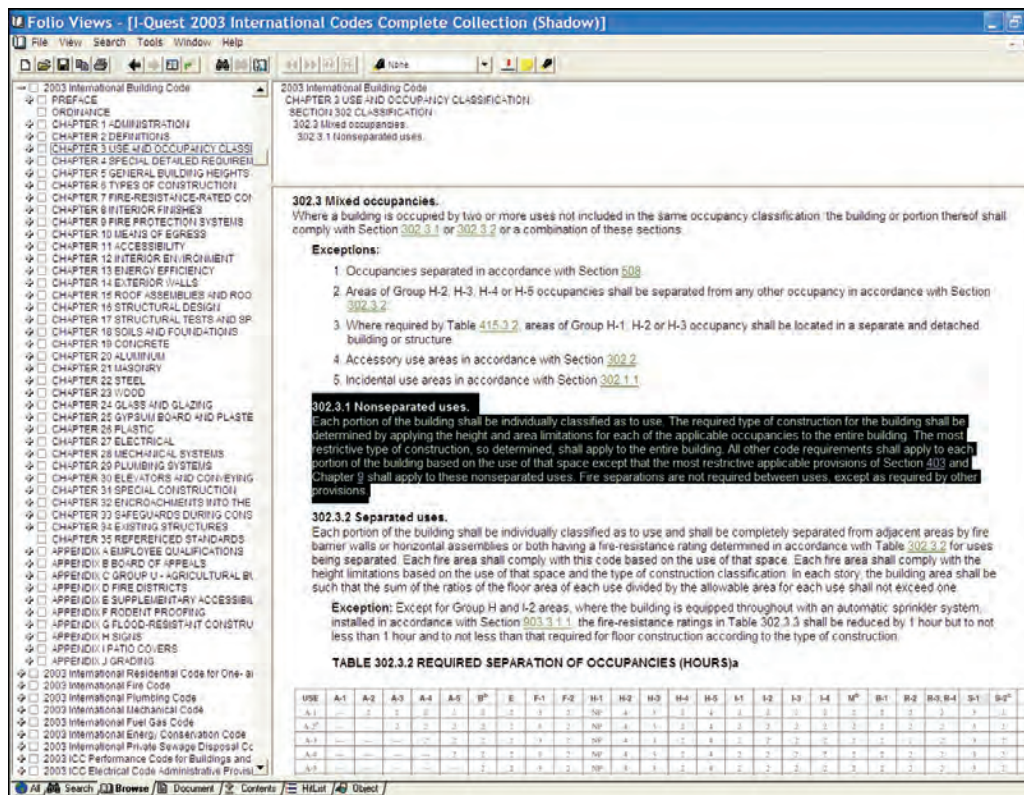 Folio Views - [I-Quest 2003 International Codes Complete Collection (Shadow)]
File View Search Tools Window Help
None
2003 International Building Code
PREFACE
ORDINANCE
CHAPTER 1 ADMINISTRATION
CHAPTER 2 DEFINITIONS
CHAPTER 3 USE AND OCCUPANCY CLASSI
CHAPTER 4 SPECIAL DETAILED REQUIREM
CHAPTER 5 GENERAL BUILDING HEIGHTS
CHAPTER 6 TYPES OF CONSTRUCTION
CHAPTER 7 FIRE-RESISTANCE-RATED CON
CHAPTER 8 INTERIOR FINISHES
CHAPTER 9 FIRE PROTECTION SYSTEMS
CHAPTER 10 MEANS OF EGRESS
CHAPTER 11 ACCESSIBILITY
CHAPTER 12 INTERIOR ENVIRONMENT
CHAPTER 13 ENERGY EFFICIENCY
CHAPTER 14 EXTERIOR WALLS
CHAPTER 15 ROOF ASSEMBLIES AND ROO
CHAPTER 16 STRUCTURAL DESIGN
CHAPTER 17 STRUCTURAL TESTS AND SP
CHAPTER 18 SOILS AND FOUNDATIONS
CHAPTER 19 CONCRETE
CHAPTER 20 ALUMINUM
CHAPTER 21 MASONRY
CHAPTER 22 STEEL
CHAPTER 23 WOOD
CHAPTER 24 GLASS AND GLAZING
CHAPTER 25 GYPSUM BOARD AND PLASTE
CHAPTER 26 PLASTIC
CHAPTER 27 ELECTRICAL
CHAPTER 28 MECHANICAL SYSTEMS
CHAPTER 29 PLUMBING SYSTEMS
CHAPTER 30 ELEVATORS AND CONVEYING
CHAPTER 31 SPECIAL CONSTRUCTION
CHAPTER 32 ENCROACHMENTS INTO THE
CHAPTER 33 SAFEGUARDS DURING CONS
CHAPTER 34 EXISTING STRUCTURES
CHAPTER 35 REFERENCED STANDARDS
APPENDIX A EMPLOYEE QUALIFICATIONS
APPENDIX B BOARD OF APPEALS
APPENDIX C GROUP U - AGRICULTURAL BU
APPENDIX D FIRE DISTRICTS
APPENDIX E SUPPLEMENTARY ACCESSIBIL
APPENDIX F RODENT PROOFING
APPENDIX G FLOOD-RESISTANT CONSTRU
APPENDIX H SIGNS
APPENDIX I PATIO COVERS
APPENDIX J GRADING
2003 International Residential Code for One- ai
2003 International Fire Code
2003 International Plumbing Code
2003 International Mechanical Code
2003 International Fuel Gas Code
2003 International Energy Conservation Code
2003 International Private Sewage Disposal Cc
2003 ICC Performance Code for Buildings and
2003 ICC Electrical Code Administrative Provisi
2003 International Building Code
CHAPTER 3 USE AND OCCUPANCY CLASSIFICATION
SECTION 302 CLASSIFICATION
302.3 Mixed occupancies.
302.3.1 Nonseparated uses.
302.3 Mixed occupancies.
Where a building is occupied by two or more uses not included in the same occupancy classification, the building or portion thereof shall
comply with Section 302.3.1 or 302.3.2 or a combination of these sections.
Exceptions:
1. Occupancies separated in accordance with Section 508.
2. Areas of Group H-2, H-3, H-4 or H-5 occupancies shall be separated from any other occupancy in accordance with Section
302.3.2.
3. Where required by Table 415.3.2, areas of Group H-1, H-2 or H-3 occupancy shall be located in a separate and detached
building or structure.
4. Accessory use areas in accordance with Section 302.2.
5. Incidental use areas in accordance with Section 302.1.1.
302.3.1 Nonseparated uses.
Each portion of the building shall be individually classified as to use. The required type of construction for the building shall be
determined by applying the height and area limitations for each of the applicable occupancies to the entire building. The most
restrictive type of construction, so determined, shall apply to the entire building. All other code requirements shall apply to each
portion of the building based on the use of that space except that the most restrictive applicable provisions of Section 403 and
Chapter 9 shall apply to these nonseparated uses. Fire separations are not required between uses, except as required by other
provisions.
302.3.2 Separated uses.
Each portion of the building shall be individually classified as to use and shall be completely separated from adjacent areas by fire
barrier walls or horizontal assemblies or both having a fire-resistance rating determined in accordance with Table 302.3.2 for uses
being separated. Each fire area shall comply with this code based on the use of that space. Each fire area shall comply with the
height limitations based on the use of that space and the type of construction classification. In each story, the building area shall be
such that the sum of the ratios of the floor area of each use divided by the allowable area for each use shall not exceed one.
Exception: Except for Group H and I-2 areas, where the building is equipped throughout with an automatic sprinkler system,
installed in accordance with Section 903.3.1.1, the fire-resistance ratings in Table 302.3.3 shall be reduced by 1 hour but to not
less than 1 hour and to not less than that required for floor construction according to the type of construction.
TABLE 302.3.2 REQUIRED SEPARATION OF OCCUPANCIES (HOURS)a
USE A-1 A-2 A-3 A-4 A-5 Bb E F-1 F-2 H-1 H-2 H-3 H-4 H-5 I-1 I-2 I-3 I-4 R-1 R-2 R-3, R-4 S-1
All Search Browse Document Contents HitList Object